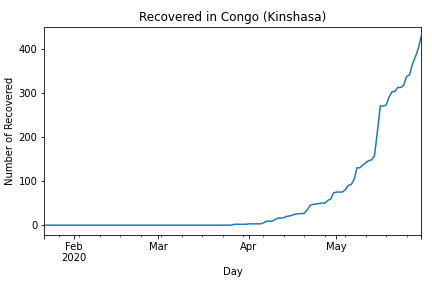 Recovered in Congo (Kinshasa)
Number of Recovered
400
300
200
100
0
Feb
2020
Mar
Apr
May
Day